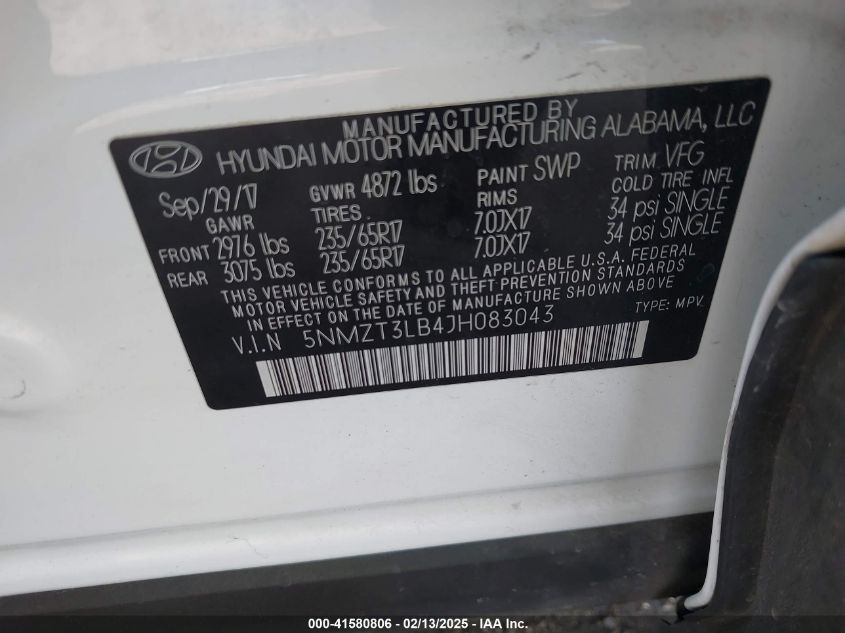 MANUFACTURED BY
HYUNDAI MOTOR MANUFACTURING ALABAMA, LLC
Sep/29/17 GVWR 4872 lbs PAINT SWP TRIM VFG
GAWR TIRES RIMS COLD TIRE INFL
FRONT 2976 lbs 235/65R17 7.0JX17 34 psi SINGLE
REAR 3075 lbs 235/65R17 7.0JX17 34 psi SINGLE
THIS VEHICLE CONFORMS TO ALL APPLICABLE U.S.A. FEDERAL
MOTOR VEHICLE SAFETY AND THEFT PREVENTION STANDARDS
IN EFFECT ON THE DATE OF MANUFACTURE SHOWN ABOVE
V.I.N 5NMZT3LB4JH083043 TYPE: MPV
000-41580806 - 02/13/2025 - IAA Inc.